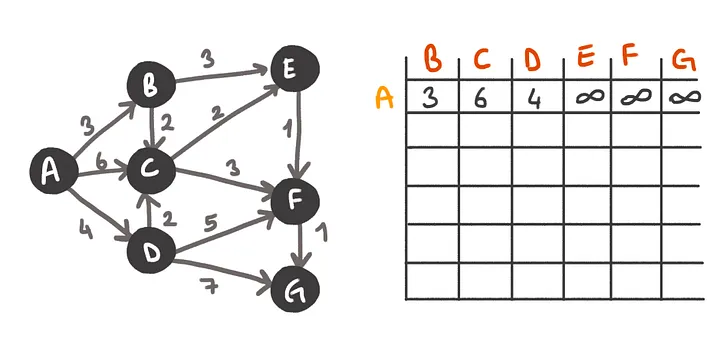 B C D E F G
A 3 6 4 ∞ ∞ ∞
B 3 E
3 2 2 1
A 6 C 3
4 2 5 F
D 7 1
G